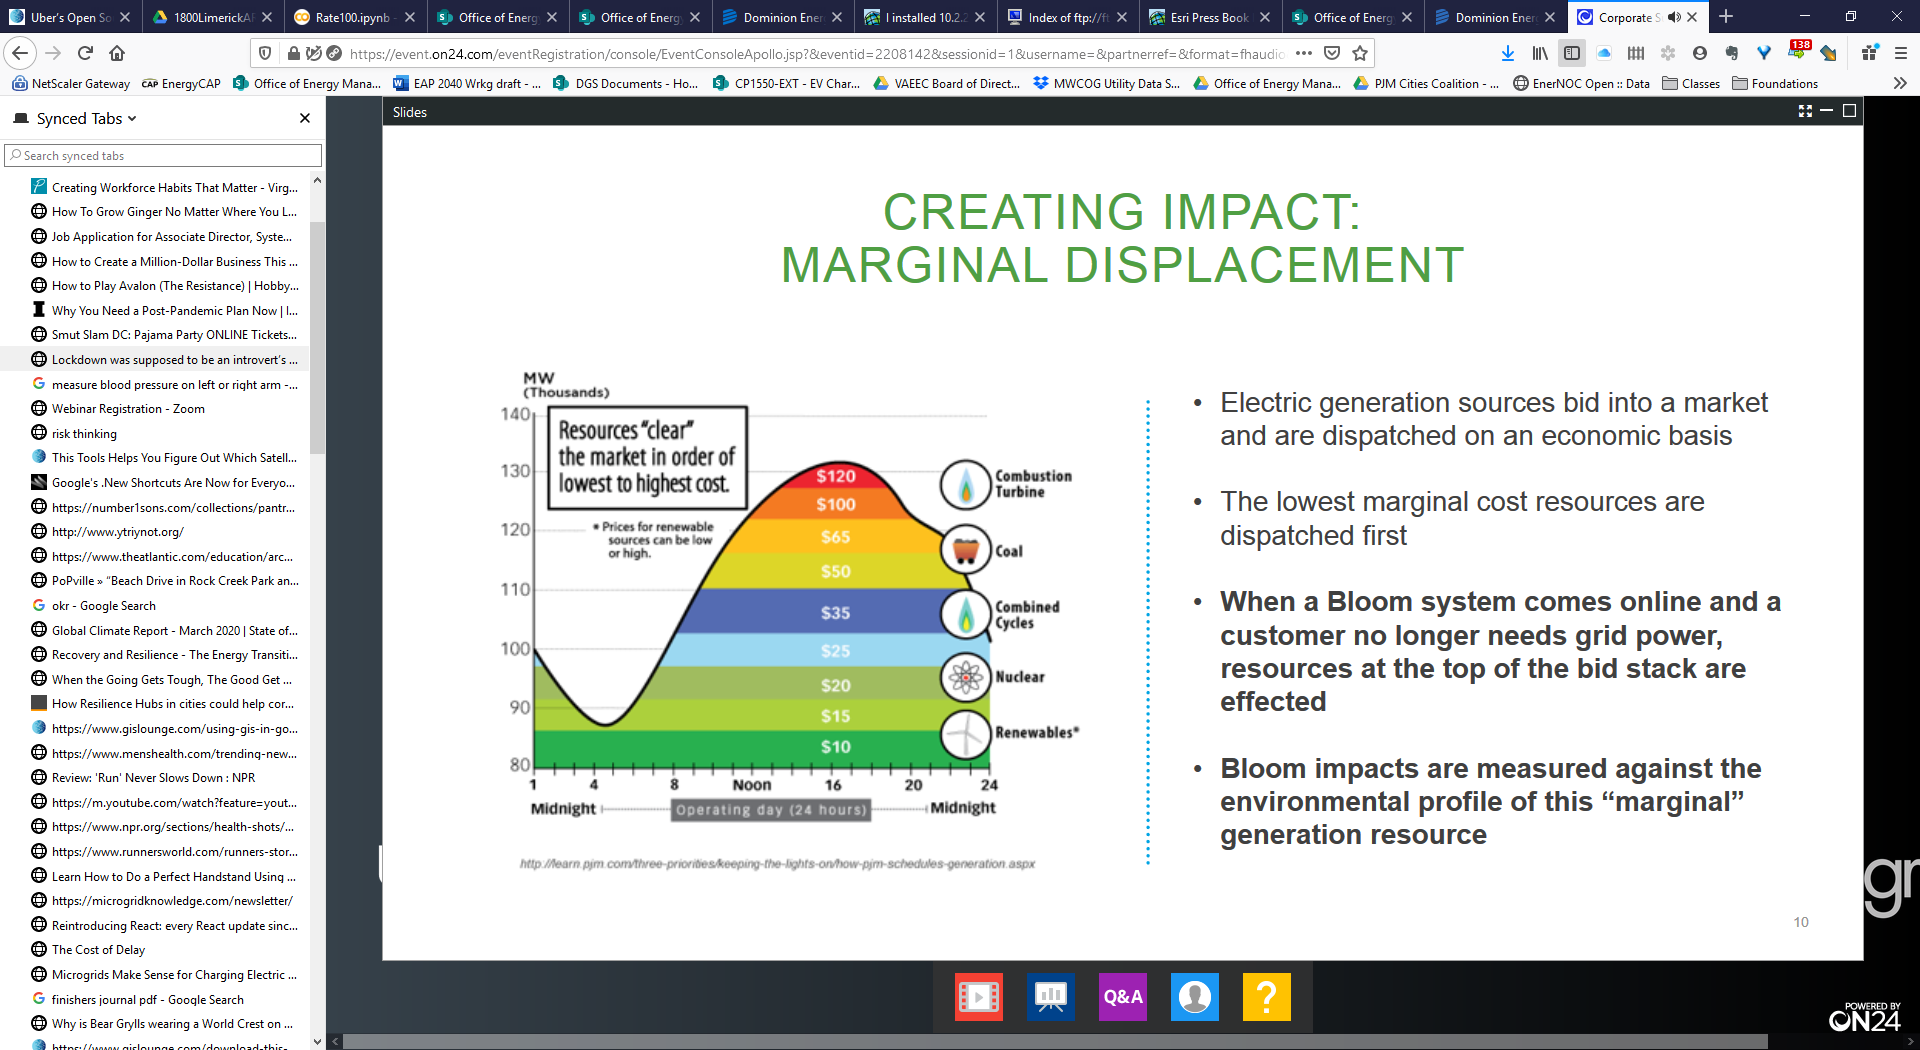 Uber's Open So
1800LimerickAP
Rate100.ipynb -
Office of Energ
Office of Energ
Dominion Ener
I installed 10.2.2
Index of ftp://ft
Esri Press Book
Office of Energ
Dominion Ener
Corporate S
https://event.on24.com/eventRegistration/console/EventConsoleApollo.jsp?&eventid=2208142&sessionid=1&username=&partnerref=&format=fhaudio
138
NetScaler Gateway
CAP EnergyCAP
Office of Energy Mana...
EAP 2040 Wrkg draft - ...
DGS Documents - Ho...
CP1550-EXT - EV Char...
VAEEC Board of Direct...
MWCOG Utility Data S...
Office of Energy Mana...
PJM Cities Coalition - ...
EnerNOC Open :: Data
Classes
Foundations
Synced Tabs
Search synced tabs
Creating Workforce Habits That Matter - Virg...
How To Grow Ginger No Matter Where You L...
Job Application for Associate Director, Syste...
How to Create a Million-Dollar Business This ...
How to Play Avalon (The Resistance) | Hobby...
Why You Need a Post-Pandemic Plan Now | I...
Smut Slam DC: Pajama Party ONLINE Tickets...
Lockdown was supposed to be an introvert's ...
measure blood pressure on left or right arm -...
Webinar Registration - Zoom
risk thinking
This Tools Helps You Figure Out Which Satell...
Google's .New Shortcuts Are Now for Everyo...
https://number1sons.com/collections/pantr...
http://www.ytriynot.org/
https://www.theatlantic.com/education/arc...
PoPville » "Beach Drive in Rock Creek Park an...
okr - Google Search
Global Climate Report - March 2020 | State of...
Recovery and Resilience - The Energy Transiti...
When the Going Gets Tough, The Good Get ...
How Resilience Hubs in cities could help cor...
https://www.gislounge.com/using-gis-in-go...
https://www.menshealth.com/trending-new...
Review: 'Run' Never Slows Down : NPR
https://m.youtube.com/watch?feature=yout...
https://www.npr.org/sections/health-shots/...
https://www.runnersworld.com/runners-stor...
Learn How to Do a Perfect Handstand Using ...
https://microgridknowledge.com/newsletter/
Reintroducing React: every React update sinc...
The Cost of Delay
Microgrids Make Sense for Charging Electric ...
finishers journal pdf - Google Search
Why is Bear Grylls wearing a World Crest on ...
https://www.gislounge.com/download-this-
Slides
CREATING IMPACT:
MARGINAL DISPLACEMENT
MW
(Thousands)
140
130
120
110
100
90
80
Resources "clear"
the market in order of
lowest to highest cost.
* Prices for renewable
sources can be low
or high.
$120
$100
$65
$50
$35
$25
$20
$15
$10
Combustion
Turbine
Coal
Combined
Cycles
Nuclear
Renewables*
1 4 8 Noon 16 20 24
Midnight Operating day (24 hours) Midnight
http://learn.pjm.com/three-priorities/keeping-the-lights-on/how-pjm-schedules-generation.aspx
• Electric generation sources bid into a market
and are dispatched on an economic basis
• The lowest marginal cost resources are
dispatched first
• When a Bloom system comes online and a
customer no longer needs grid power,
resources at the top of the bid stack are
effected
• Bloom impacts are measured against the
environmental profile of this “marginal”
generation resource
10
gr
Q&A
?
POWERED BY
ON24